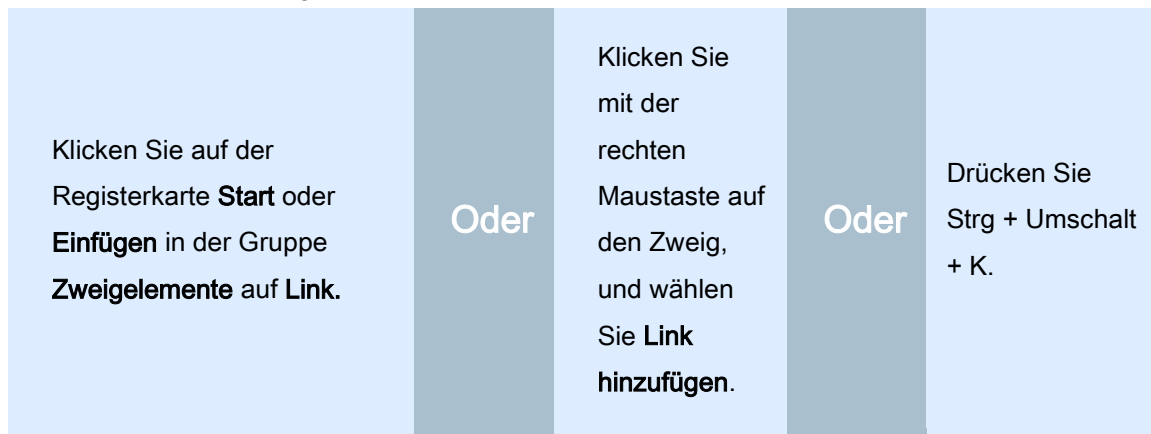 Klicken Sie auf der
Registerkarte Start oder
Einfügen in der Gruppe
Zweigelemente auf Link.
Oder
Klicken Sie
mit der
rechten
Maustaste auf
den Zweig,
und wählen
Sie Link
hinzufügen.
Oder
Drücken Sie
Strg + Umschalt
+ K.